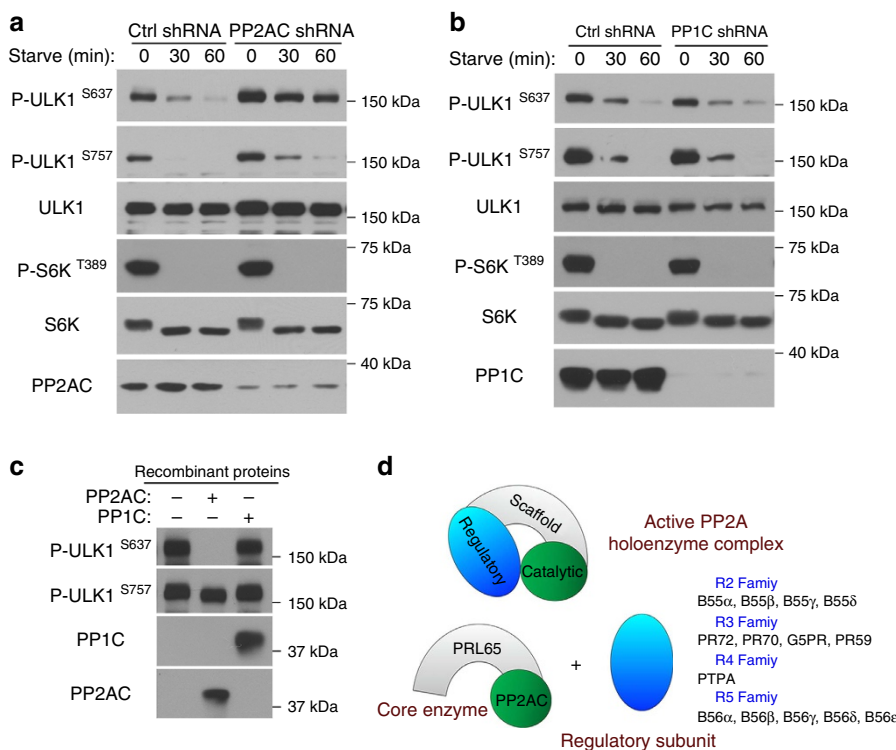 a
Ctrl shRNA PP2AC shRNA
Starve (min): 0 30 60 0 30 60
P-ULK1 S637
150 kDa
P-ULK1 S757
150 kDa
ULK1
150 kDa
75 kDa
P-S6K T389
75 kDa
S6K
40 kDa
PP2AC
b
Ctrl shRNA PP1C shRNA
Starve (min): 0 30 60 0 30 60
P-ULK1 S637
150 kDa
P-ULK1 S757
150 kDa
ULK1
150 kDa
75 kDa
P-S6K T389
75 kDa
S6K
40 kDa
PP1C
c
Recombinant proteins
PP2AC: – + –
PP1C: – – +
P-ULK1 S637
150 kDa
P-ULK1 S757
150 kDa
PP1C
37 kDa
PP2AC
37 kDa
d
Scaffold
Regulatory
Catalytic
Active PP2A
holoenzyme complex
PRL65
PP2AC
Core enzyme
+
Regulatory subunit
R2 Famiy
B55α, B55β, B55γ, B55δ
R3 Famiy
PR72, PR70, G5PR, PR59
R4 Famiy
PTPA
R5 Famiy
B56α, B56β, B56γ, B56δ, B56ε